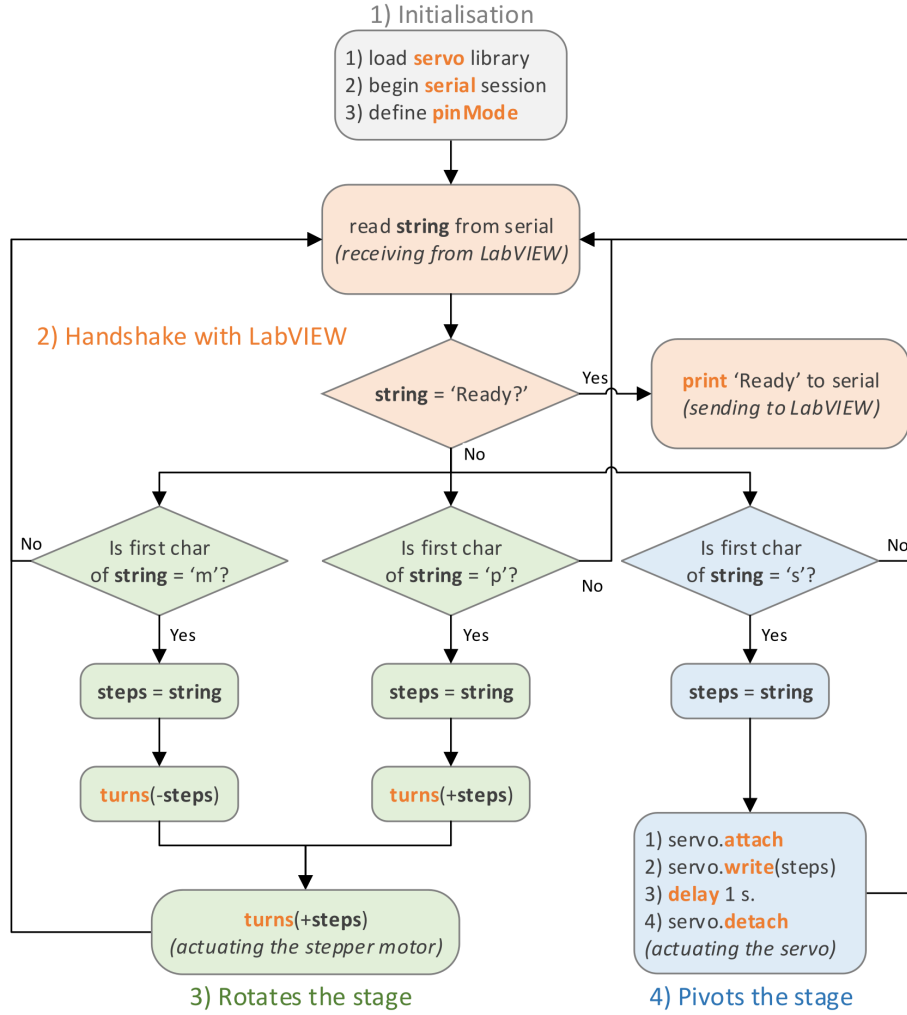 1) Initialisation
1) load servo library
2) begin serial session
3) define pinMode
read string from serial
(receiving from LabVIEW)
2) Handshake with LabVIEW
string = ‘Ready?’
Yes
print ‘Ready’ to serial
(sending to LabVIEW)
No
No
Is first char
of string = ‘m’?
Is first char
of string = ‘p’?
No
Is first char
of string = ‘s’?
No
Yes
Yes
Yes
steps = string
steps = string
steps = string
turns(-steps)
turns(+steps)
1) servo.attach
2) servo.write(steps)
3) delay 1 s.
4) servo.detach
(actuating the servo)
turns(+steps)
(actuating the stepper motor)
3) Rotates the stage
4) Pivots the stage